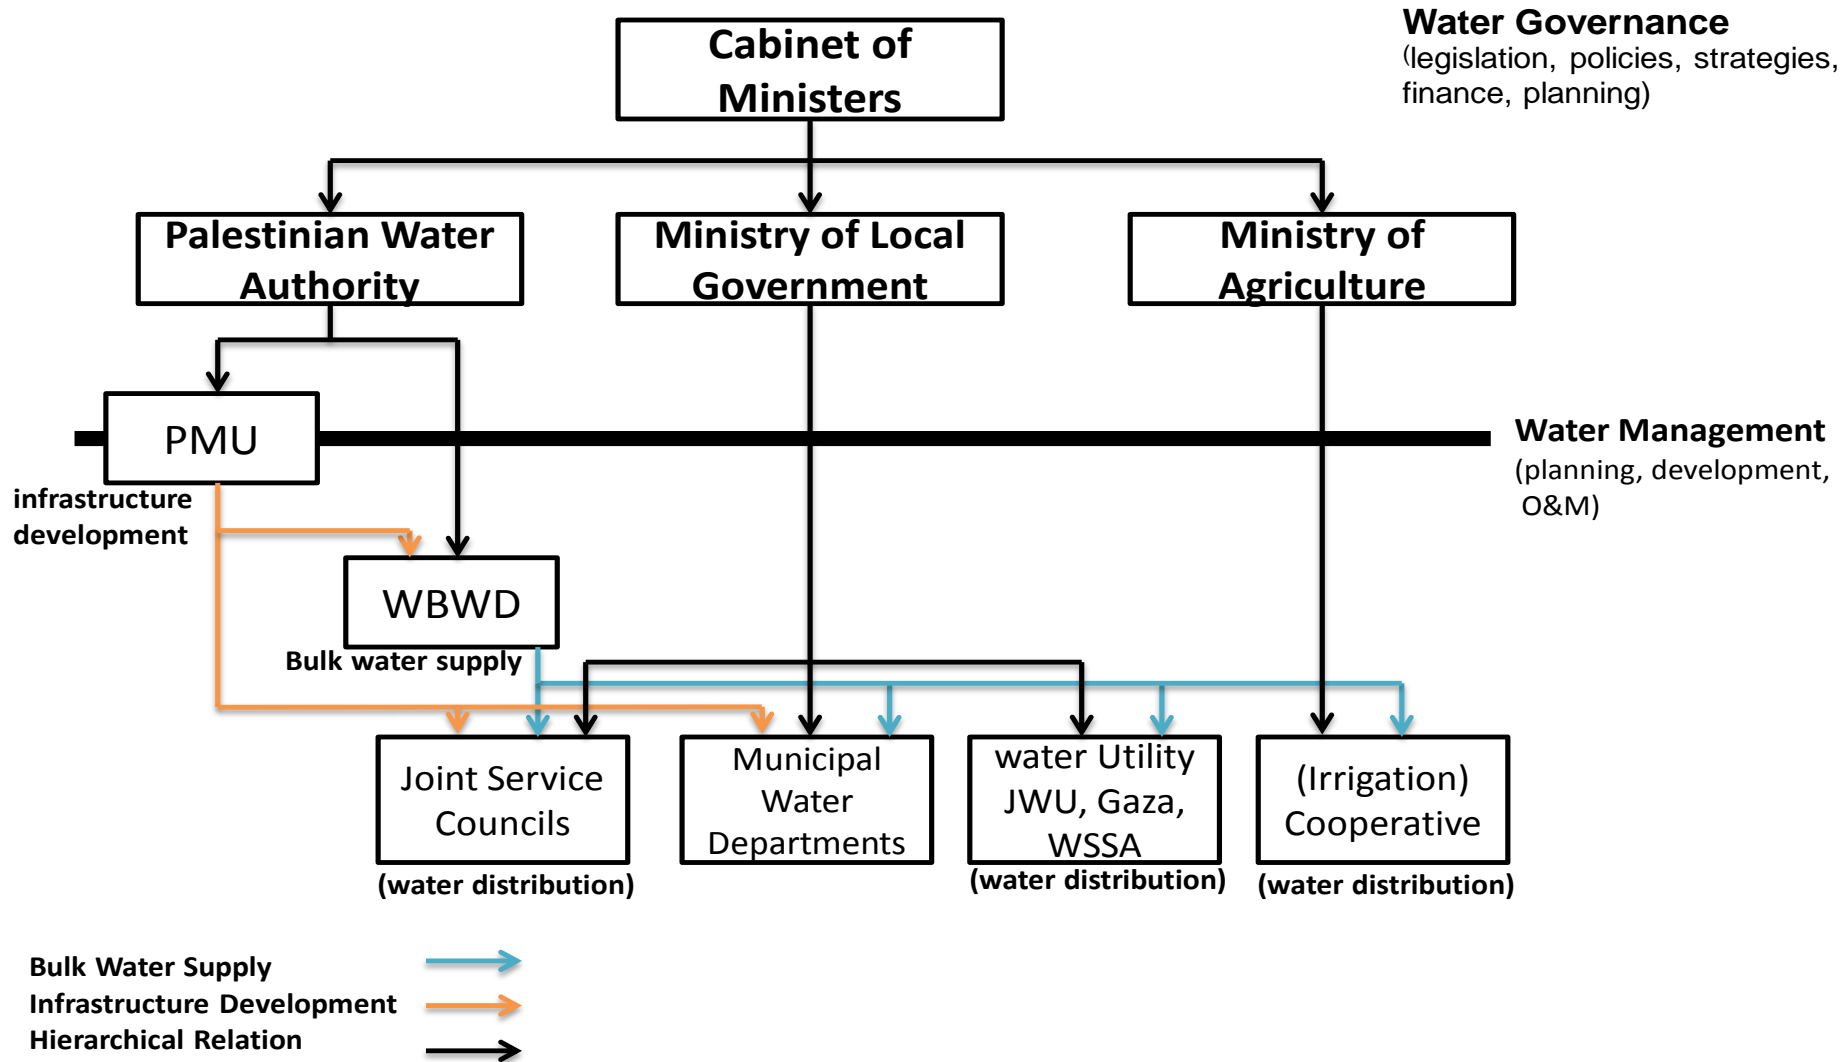 Cabinet of
Ministers
Water Governance
(legislation, policies, strategies,
finance, planning)
Palestinian Water
Authority
Ministry of Local
Government
Ministry of
Agriculture
PMU
Water Management
(planning, development,
O&M)
infrastructure
development
WBWD
Bulk water supply
Joint Service
Councils
(water distribution)
Municipal
Water
Departments
water Utility
JWU, Gaza,
WSSA
(water distribution)
(Irrigation)
Cooperative
(water distribution)
Bulk Water Supply
Infrastructure Development
Hierarchical Relation